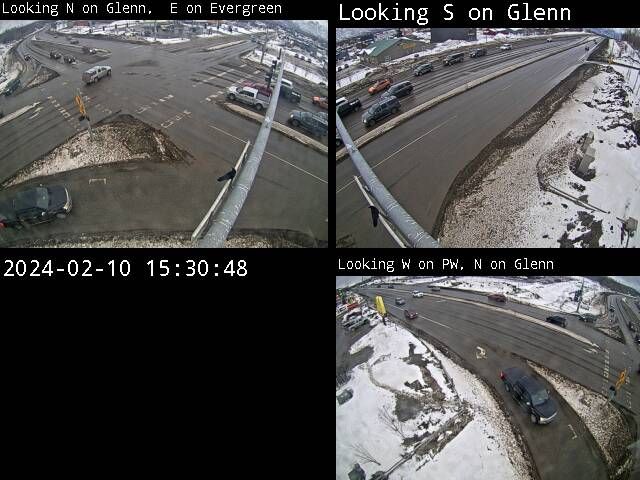 Looking N on Glenn,  E on Evergreen
Looking S on Glenn
2024-02-10 15:30:48
Looking W on PW, N on Glenn